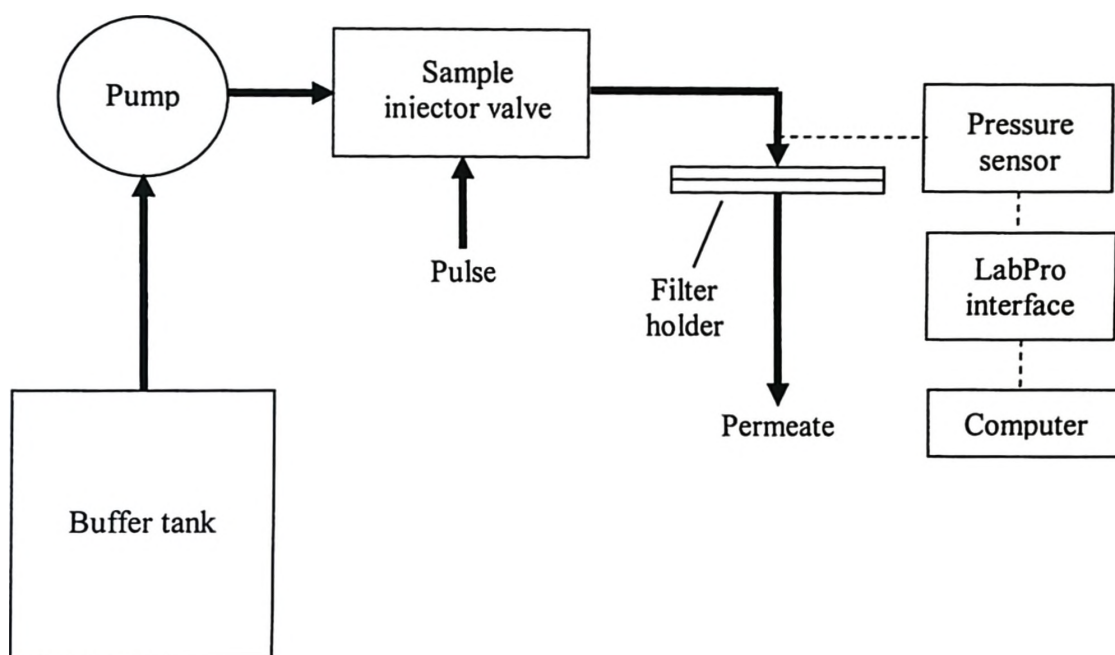 Pump
Sample
injector valve
Pressure
sensor
Pulse
Filter
holder
LabPro
interface
Permeate
Computer
Buffer tank